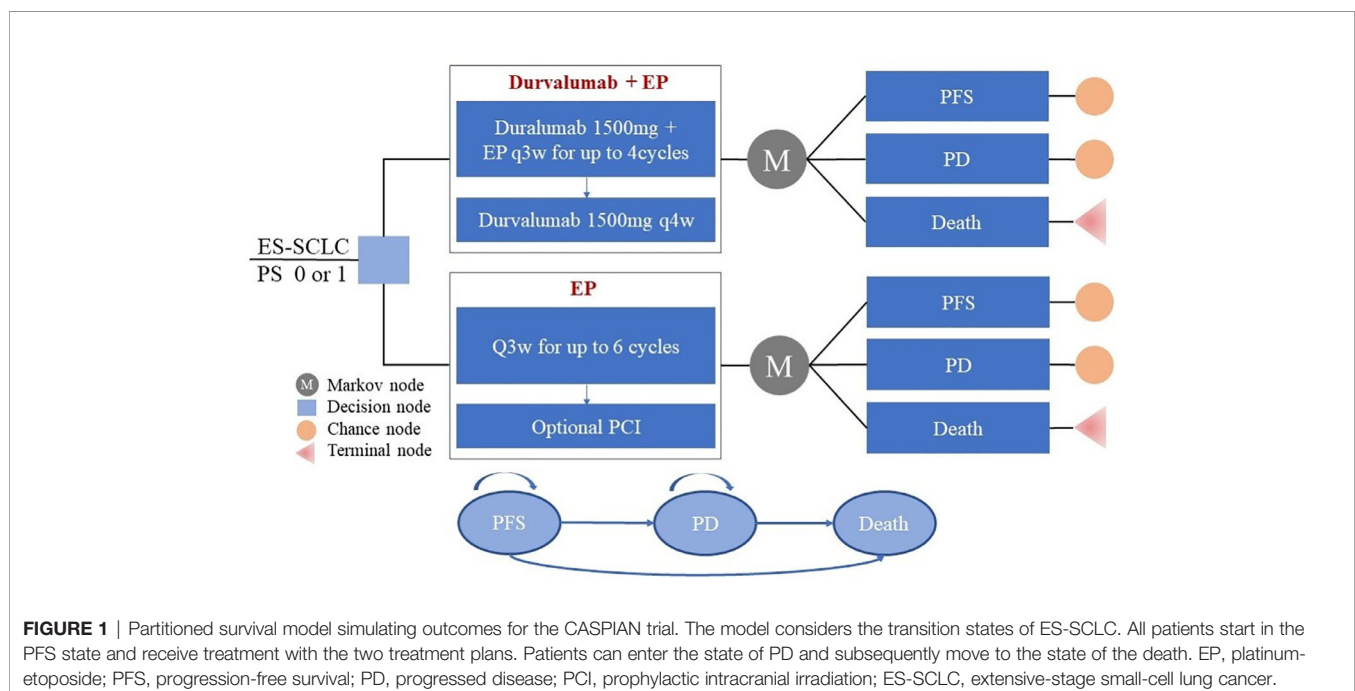 Durvalumab + EP
Duralumab 1500mg +
EP q3w for up to 4cycles
Durvalumab 1500mg q4w
M
PFS
PD
Death
ES-SCLC
PS 0 or 1
EP
Q3w for up to 6 cycles
Optional PCI
M
PFS
PD
Death
M Markov node
Decision node
Chance node
Terminal node
PFS
PD
Death
FIGURE 1 | Partitioned survival model simulating outcomes for the CASPIAN trial. The model considers the transition states of ES-SCLC. All patients start in the
PFS state and receive treatment with the two treatment plans. Patients can enter the state of PD and subsequently move to the state of the death. EP, platinum-
etoposide; PFS, progression-free survival; PD, progressed disease; PCI, prophylactic intracranial irradiation; ES-SCLC, extensive-stage small-cell lung cancer.